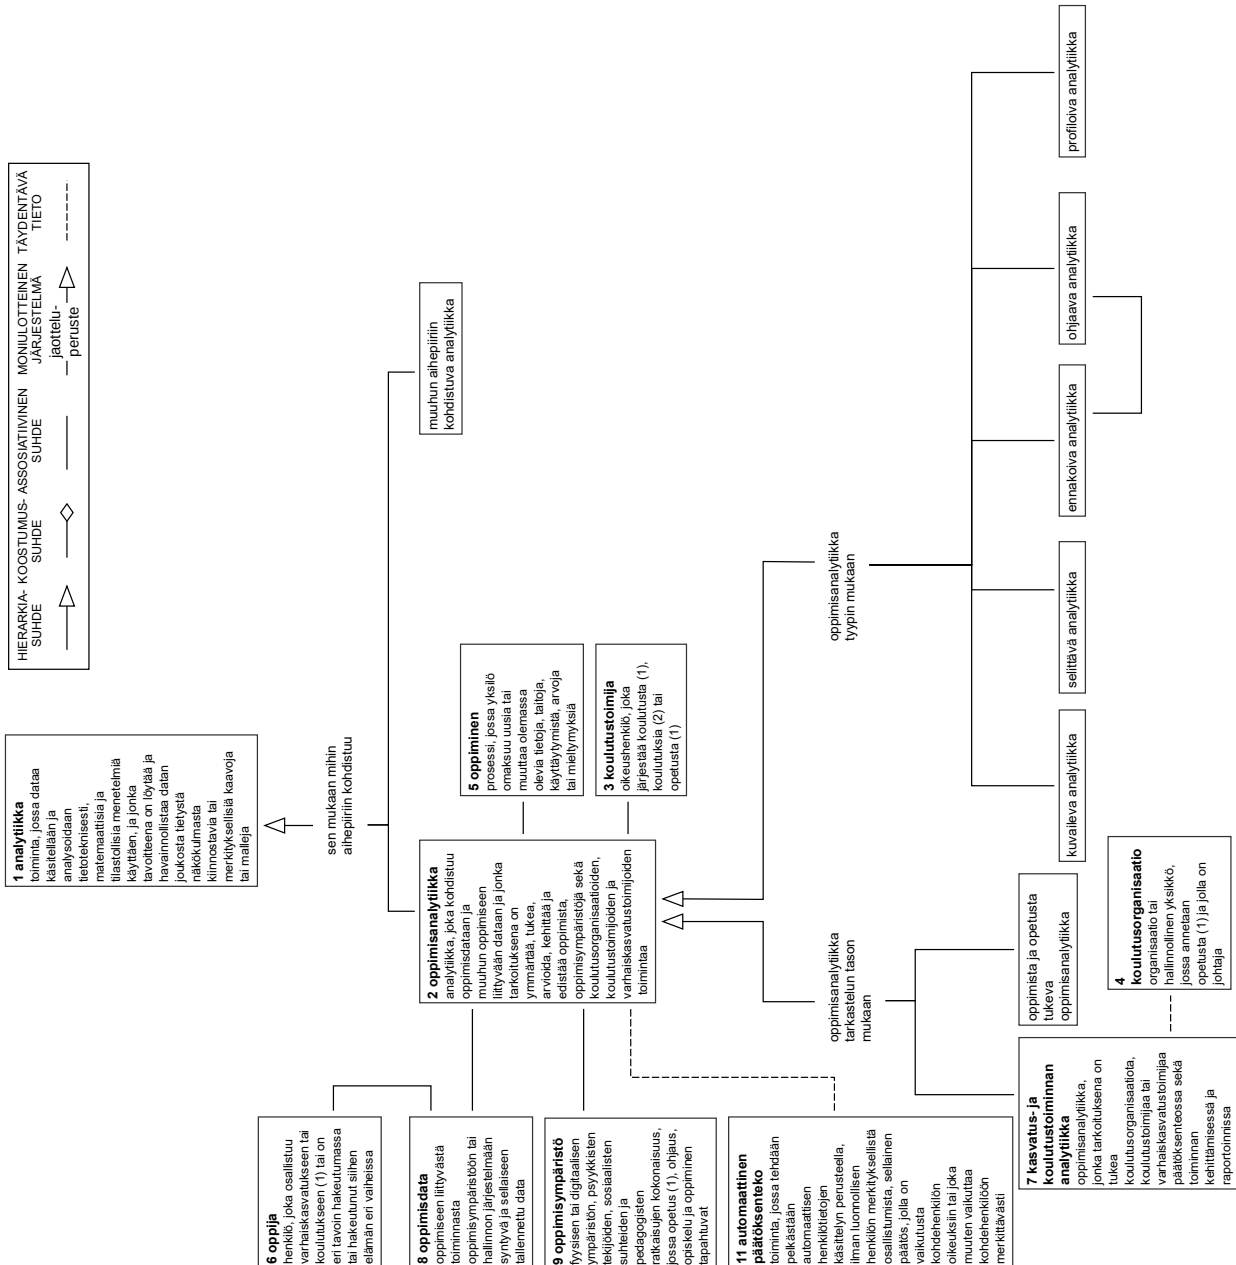 HIERARKIA-
SUHDE
KOOSTUMUS-
SUHDE
ASSOSIATIIVINEN
SUHDE
MONIULOTTEINEN
JÄRJESTELMÄ
jaottelu-
peruste
TÄYDENTÄVÄ
TIETO
1 analytiikka
toiminta, jossa dataa
käsitellään ja
analysoidaan
tietoteknisesti,
matemaattisia ja
tilastollisia menetelmiä
käyttäen, ja jonka
tavoitteena on löytää ja
havainnollistaa datan
joukosta tietystä
näkökulmasta
kiinnostavia tai
merkityksellisiä kaavoja
tai malleja
sen mukaan mihin
aihepiiriin kohdistuu
6 oppija
henkilö, joka osallistuu
varhaiskasvatukseen tai
koulutukseen (1) tai on
eri tavoin hakeutumassa
tai hakeutunut siihen
elämän eri vaiheissa
8 oppimisdata
oppimiseen liittyvästä
toiminnasta
oppimisympäristöön tai
hallinnon järjestelmään
syntyvä ja sellaiseen
tallennettu data
2 oppimisanalytiikka
analytiikka, joka kohdistuu
oppimisdataan ja
muuhun oppimiseen
liittyvään dataan ja jonka
tarkoituksena on
ymmärtää, tukea,
arvioida, kehittää ja
edistää oppimista,
oppimisympäristöjä sekä
koulutusorganisaatioiden,
koulutustoimijoiden ja
varhaiskasvatustoimijoiden
toimintaa
muuhun aihepiiriin
kohdistuva analytiikka
5 oppiminen
prosessi, jossa yksilö
omaksuu uusia tai
muuttaa olemassa
olevia tietoja, taitoja,
käyttäytymistä, arvoja
tai mieltymyksiä
9 oppimisympäristö
fyysisen tai digitaalisen
ympäristön, psyykkisten
tekijöiden, sosiaalisten
suhteiden ja
pedagogisten
ratkaisujen kokonaisuus,
jossa opetus (1), ohjaus,
opiskelu ja oppiminen
tapahtuvat
3 koulutustoimija
oikeushenkilö, joka
järjestää koulutusta (1),
koulutuksia (2) tai
opetusta (1)
11 automaattinen
päätöksenteko
toiminta, jossa tehdään
pelkästään
automaattisen
henkilötietojen
käsittelyn perusteella,
ilman luonnollisen
henkilön merkityksellistä
osallistumista, sellainen
päätös, jolla on
vaikutusta
kohdehenkilön
oikeuksiin tai joka
muuten vaikuttaa
kohdehenkilöön
merkittävästi
oppimisanalytiikka
tarkastelun tason
mukaan
oppimisanalytiikka
tyypin mukaan
7 kasvatus- ja
koulutustoiminnan
analytiikka
oppimisanalytiikka,
jonka tarkoituksena on
tukea
koulutusorganisaatiota,
koulutustoimijaa tai
varhaiskasvatustoimijaa
päätöksenteossa sekä
toiminnan
kehittämisessä ja
raportoinnissa
oppimista ja opetusta
tukeva
oppimisanalytiikka
4
koulutusorganisaatio
organisaatio tai
hallinnollinen yksikkö,
jossa annetaan
opetusta (1) ja jolla on
johtaja
kuvaileva analytiikka
selittävä analytiikka
ennakoiva analytiikka
ohjaava analytiikka
profiloiva analytiikka